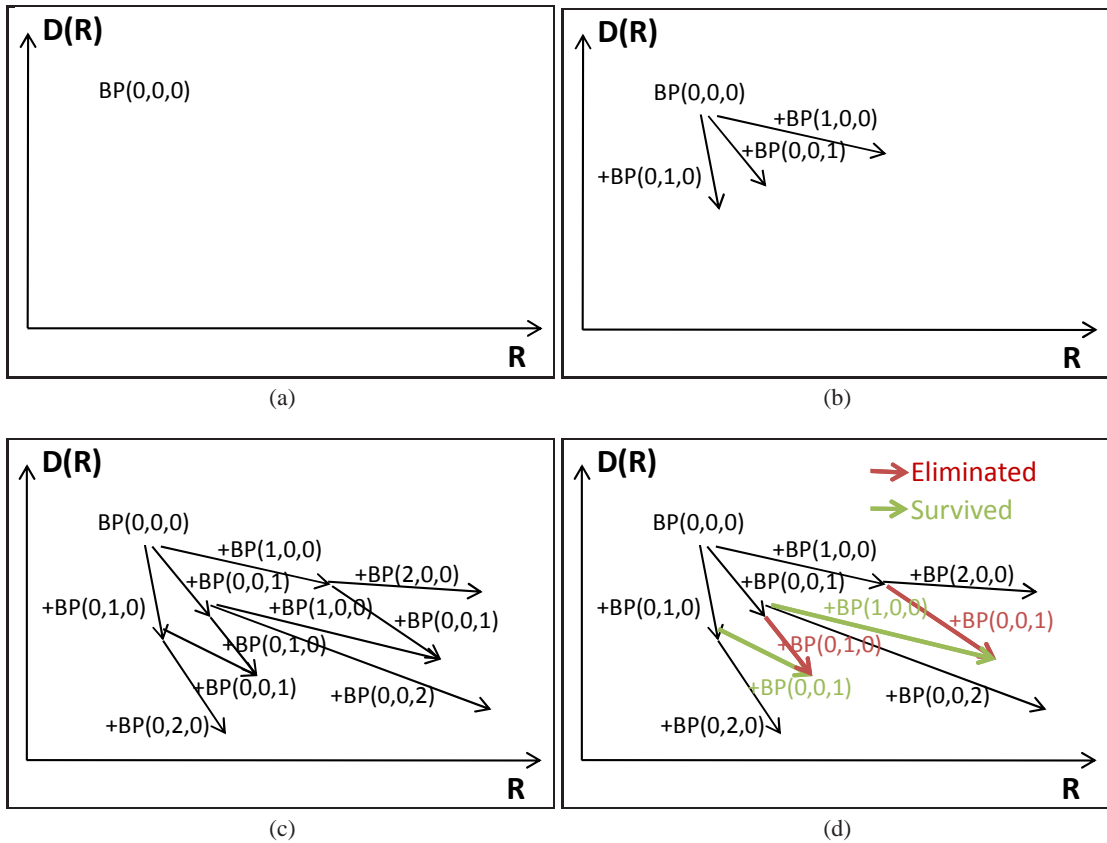 D(R)
BP(0,0,0)
R
(a)
D(R)
BP(0,0,0)
+BP(1,0,0)
+BP(0,0,1)
+BP(0,1,0)
R
(b)
D(R)
BP(0,0,0)
+BP(1,0,0)
+BP(2,0,0)
+BP(0,0,1)
+BP(1,0,0)
+BP(0,1,0)
+BP(0,0,1)
+BP(0,1,0)
+BP(0,0,1)
+BP(0,0,2)
+BP(0,2,0)
R
(c)
D(R)
Eliminated
Survived
BP(0,0,0)
+BP(1,0,0)
+BP(2,0,0)
+BP(0,0,1)
+BP(1,0,0)
+BP(0,1,0)
+BP(0,0,1)
+BP(0,1,0)
+BP(0,0,1)
+BP(0,0,2)
+BP(0,2,0)
R
(d)